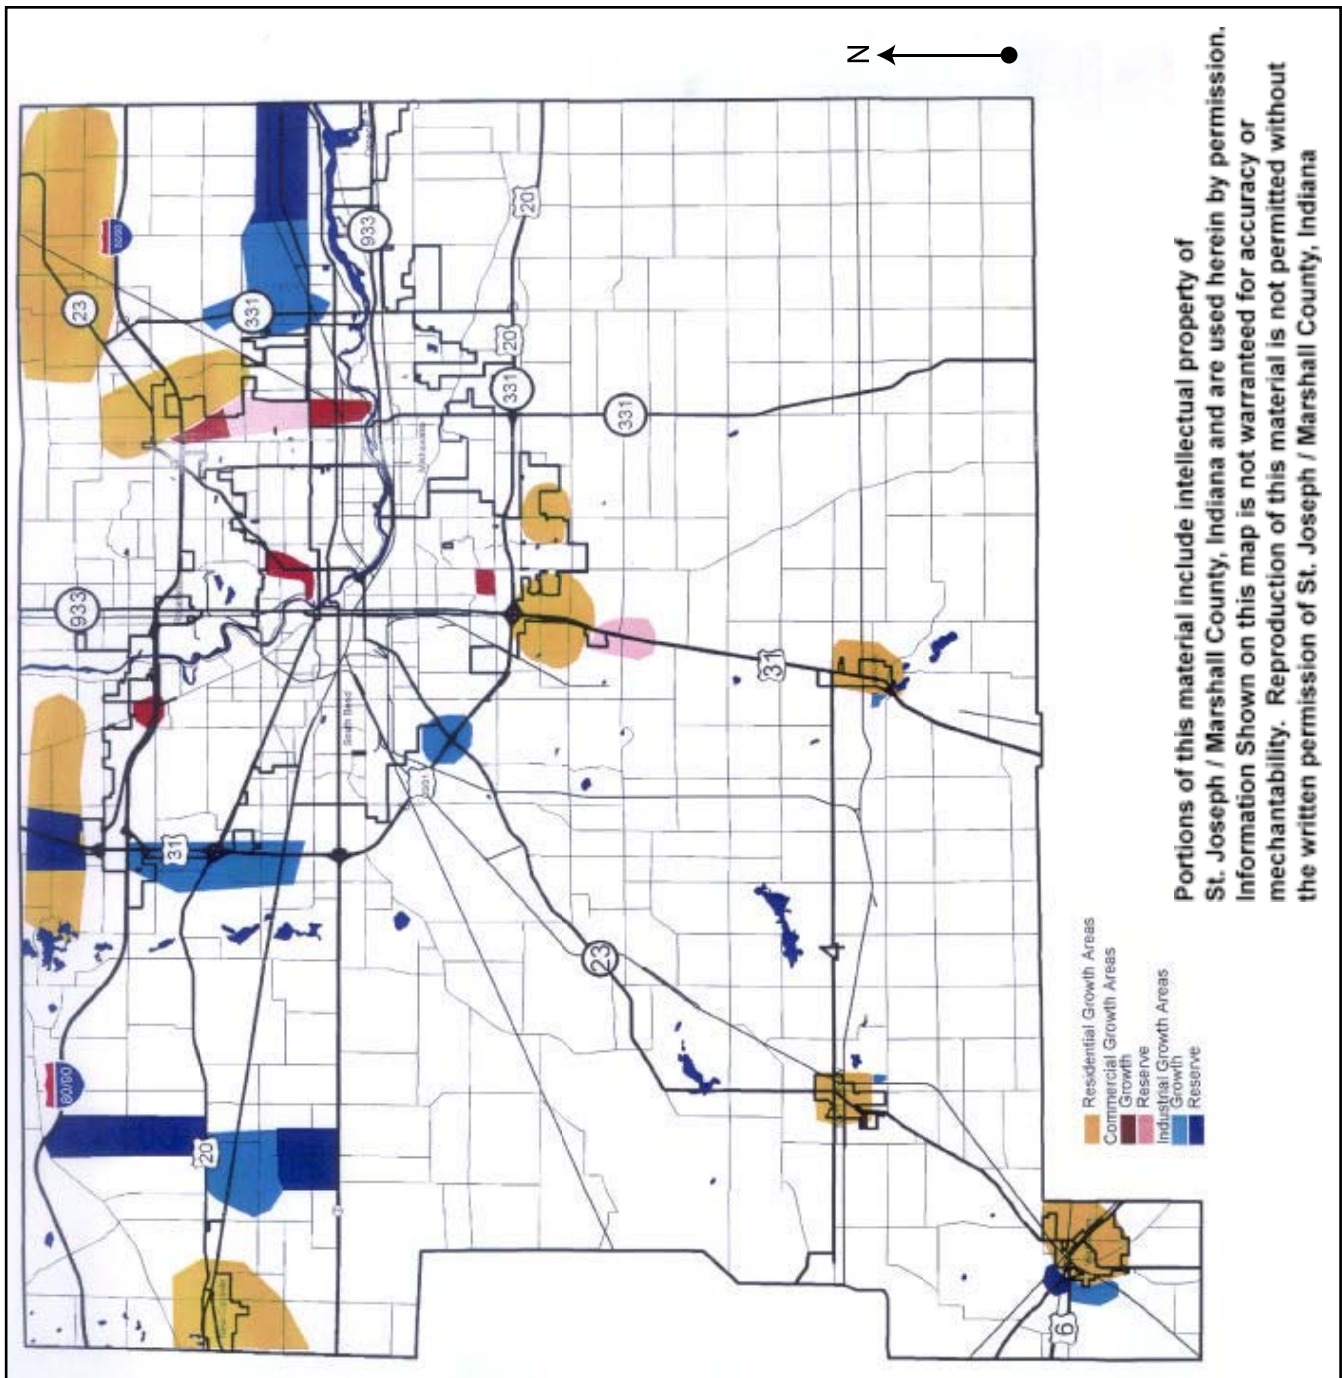 N
23
80/90
331
933
20
20
331
331
933
31
31
South Bend
23
4
80/90
20
6
Residential Growth Areas
Commercial Growth Areas
Growth
Reserve
Industrial Growth Areas
Growth
Reserve
Portions of this material include intellectual property of
St. Joseph / Marshall County, Indiana and are used herein by permission.
Information Shown on this map is not warranteed for accuracy or
mechantability. Reproduction of this material is not permitted without
the written permission of St. Joseph / Marshall County, Indiana